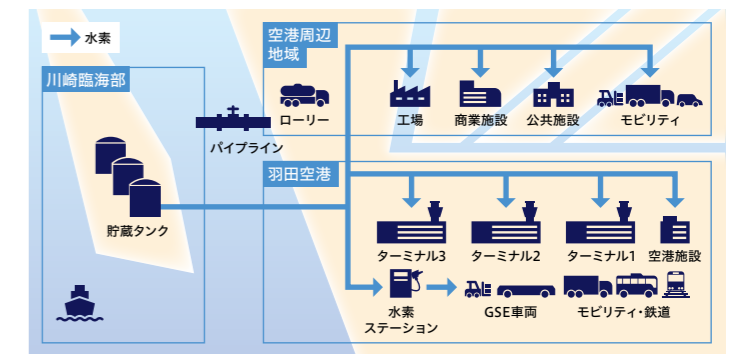 水素
川崎臨海部
貯蔵タンク
パイプライン
空港周辺
地域
ローリー
工場
商業施設
公共施設
モビリティ
羽田空港
ターミナル3
ターミナル2
ターミナル1
空港施設
水素
ステーション
GSE車両
モビリティ・鉄道